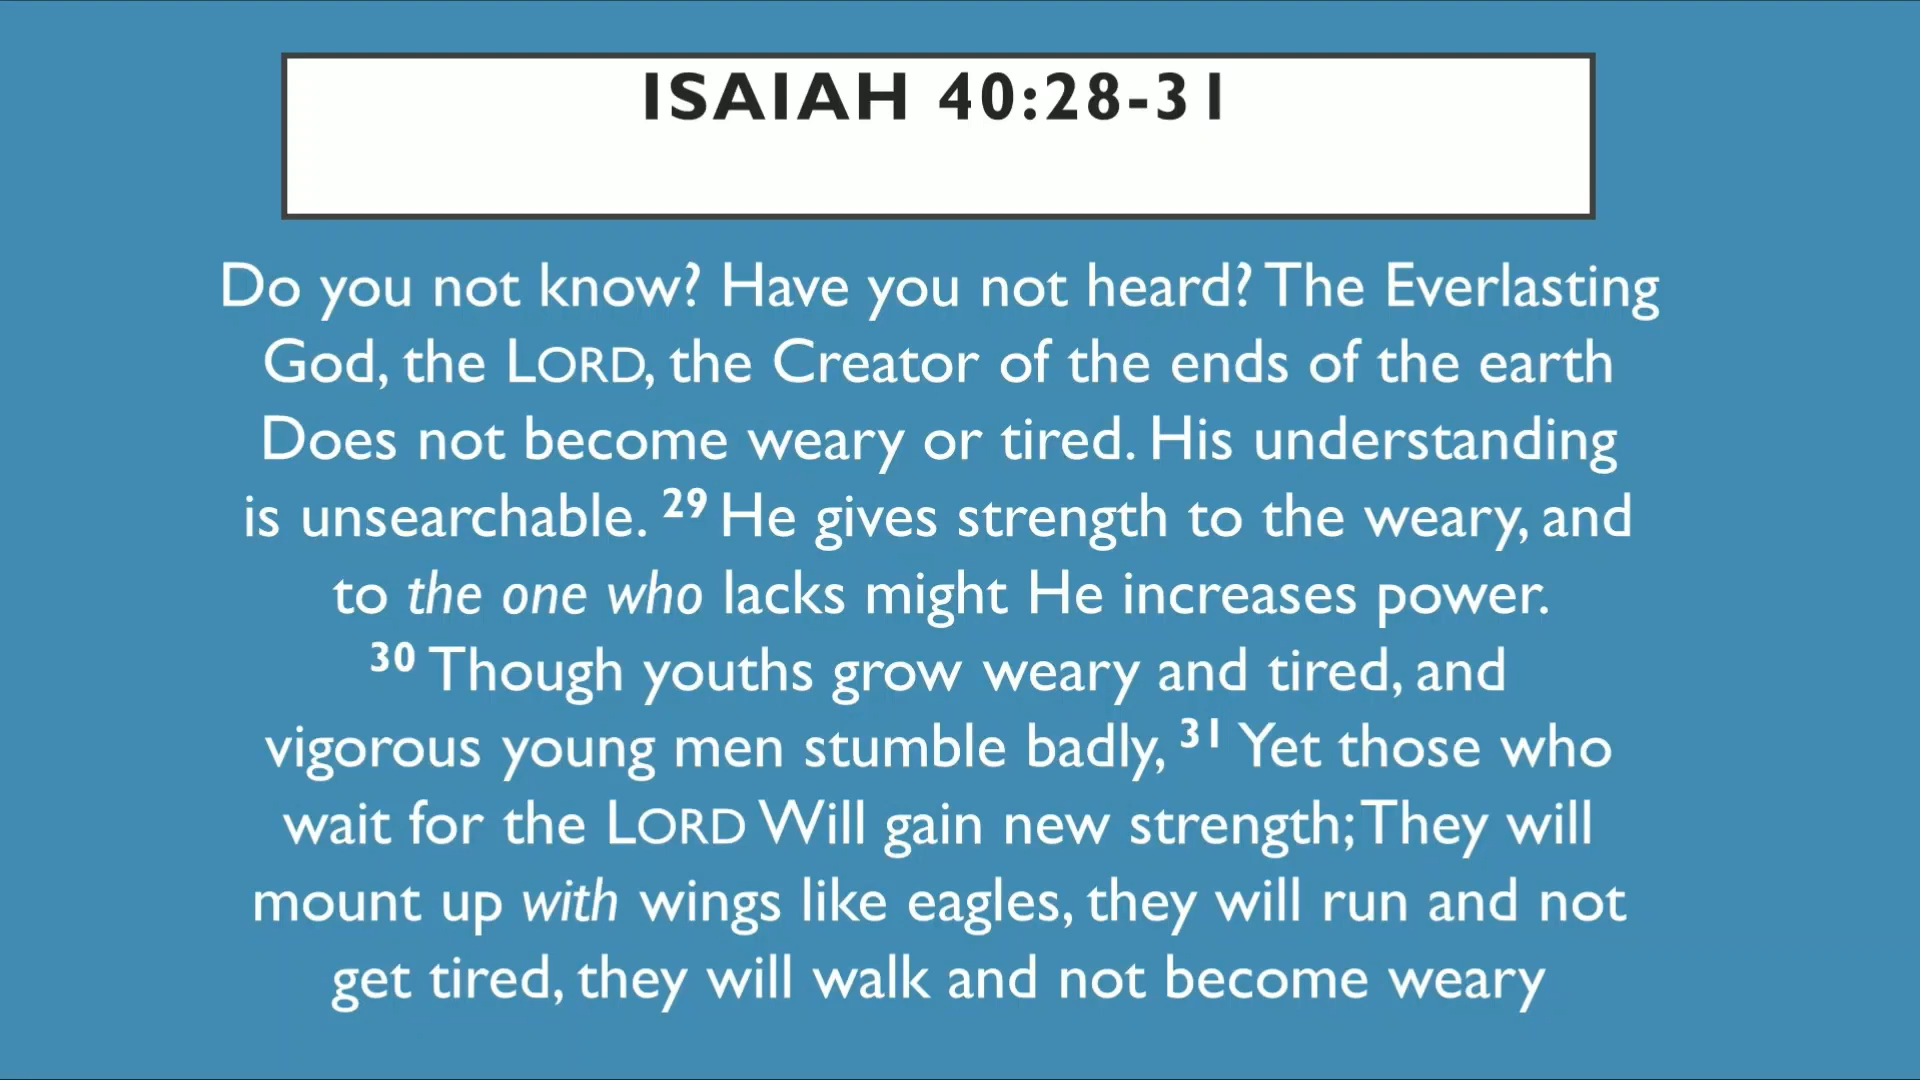 ISAIAH 40:28-31
Do you not know? Have you not heard? The Everlasting
God, the LORD, the Creator of the ends of the earth
Does not become weary or tired. His understanding
is unsearchable. 29 He gives strength to the weary, and
to the one who lacks might He increases power.
30 Though youths grow weary and tired, and
vigorous young men stumble badly, 31 Yet those who
wait for the LORD Will gain new strength; They will
mount up with wings like eagles, they will run and not
get tired, they will walk and not become weary